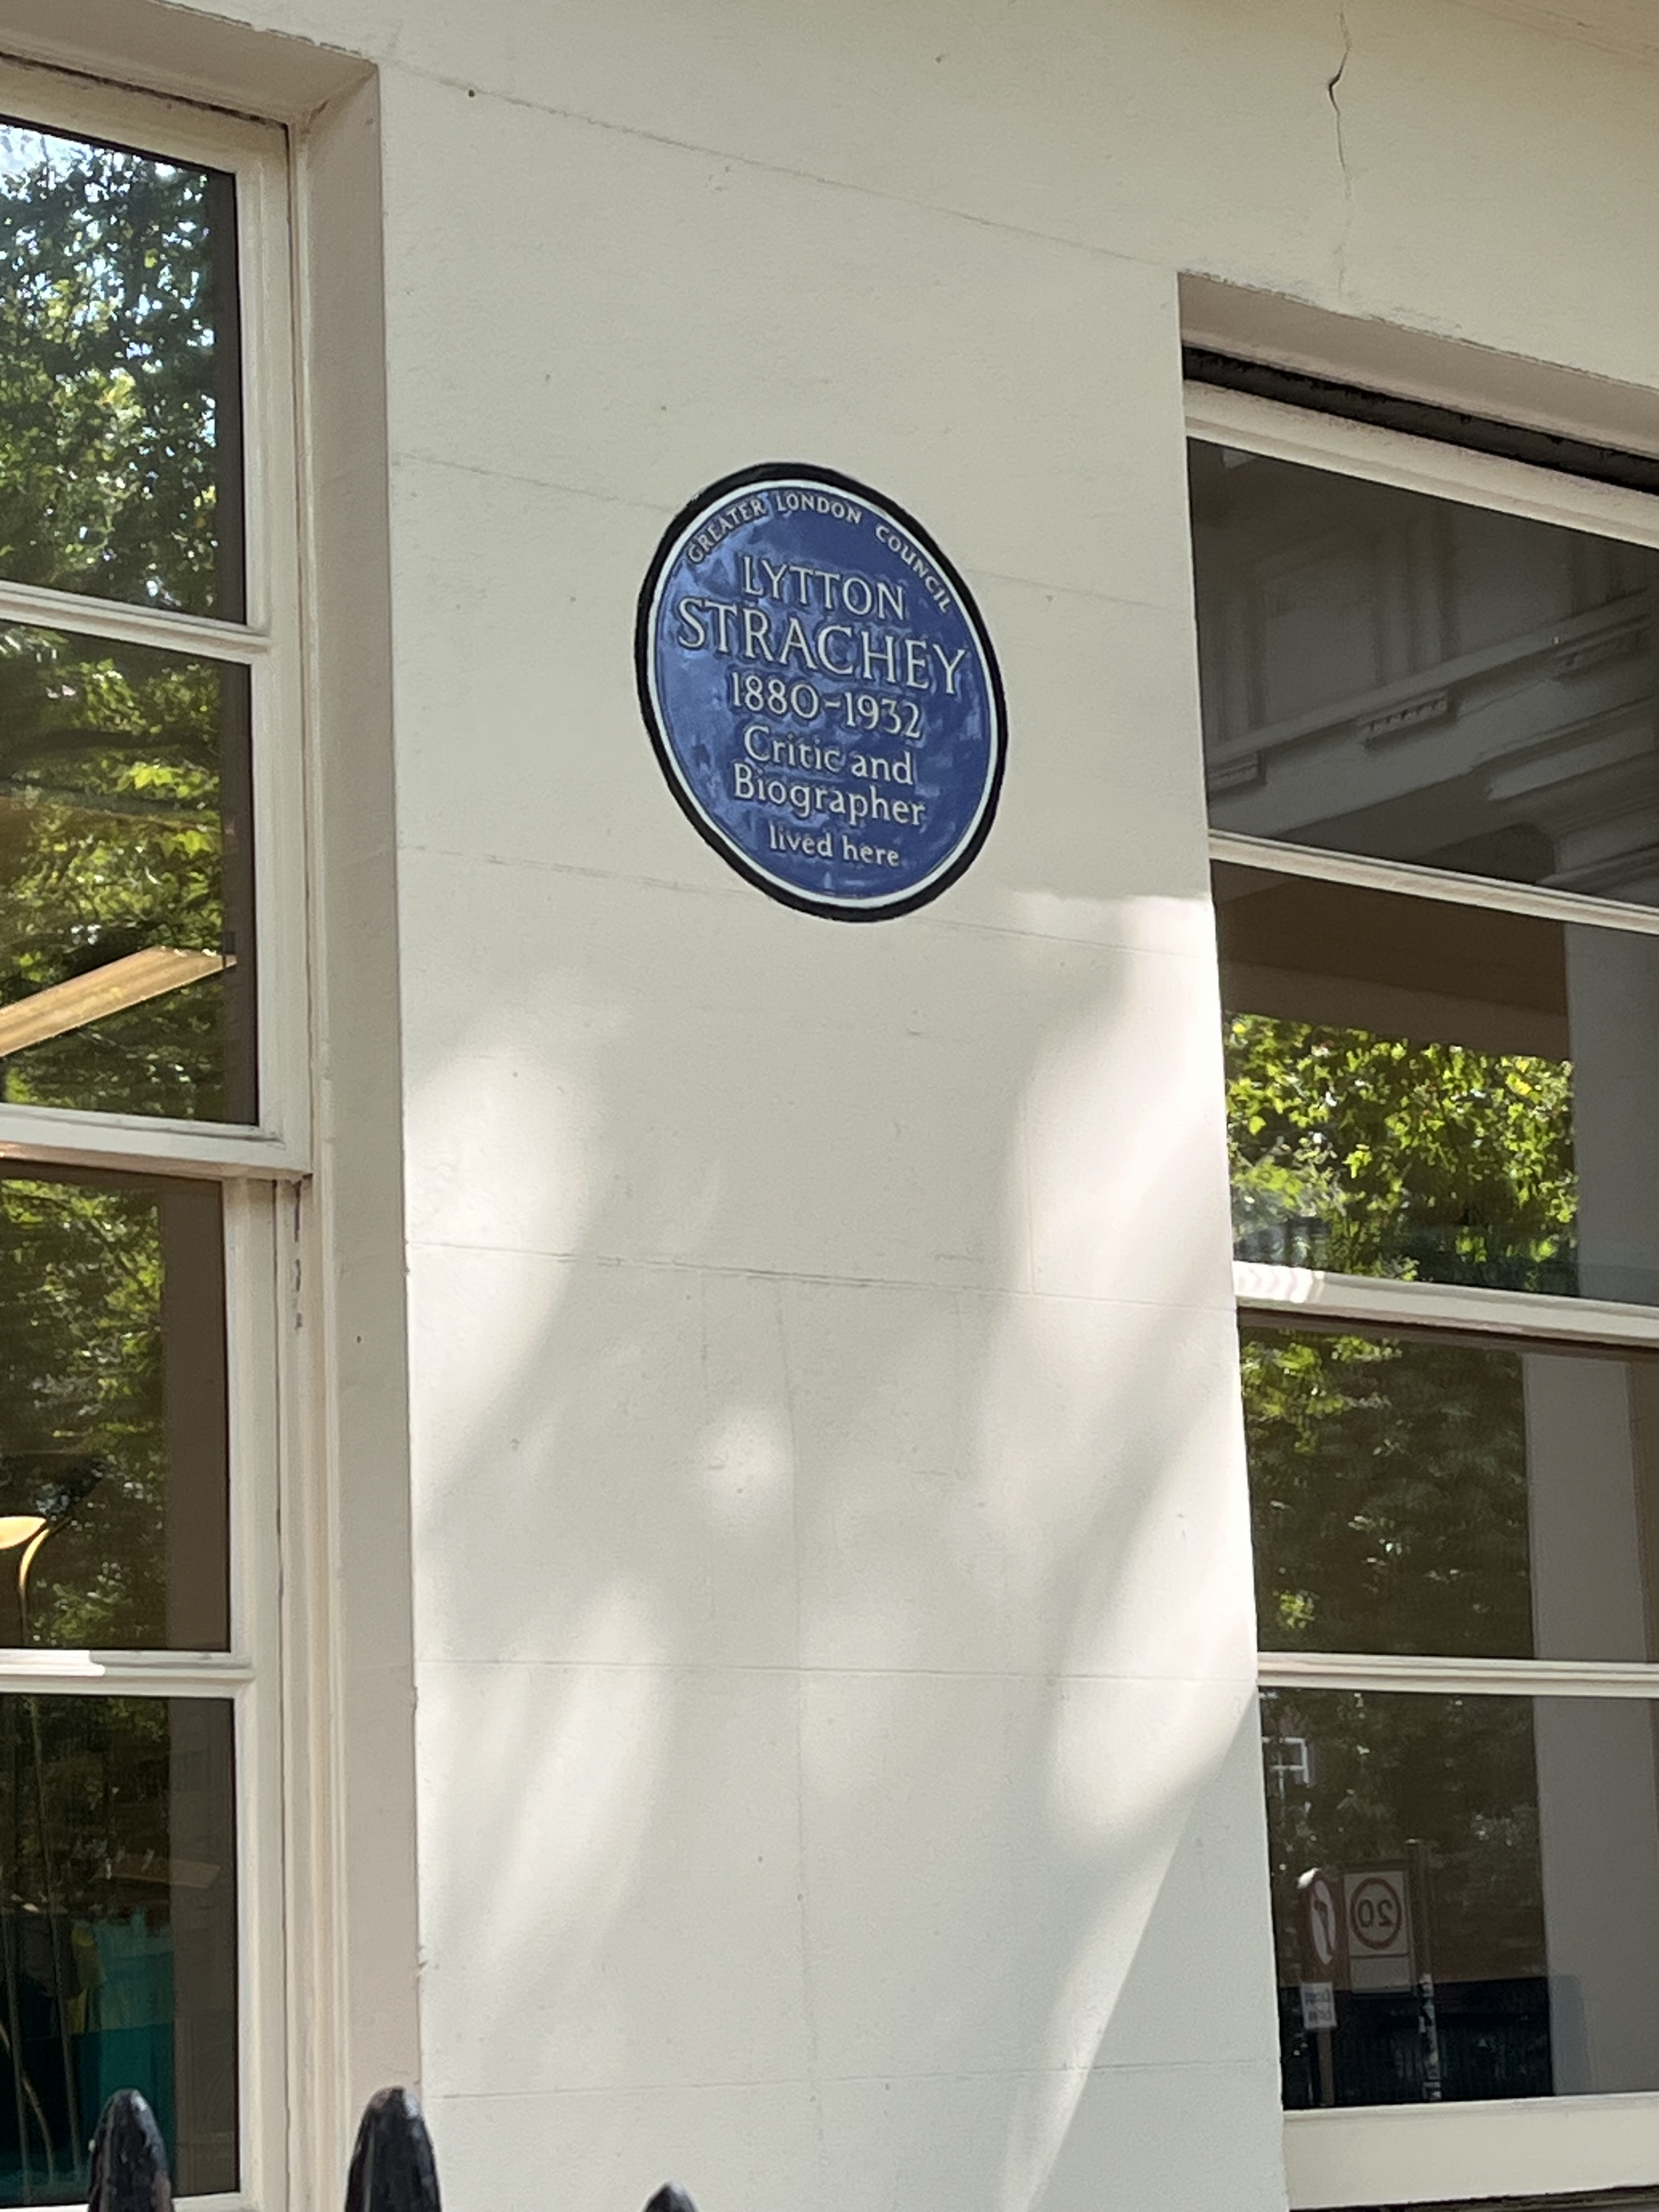 GREATER LONDON COUNCIL
LYTTON
STRACHEY
1880-1932
Critic and
Biographer
lived here
20